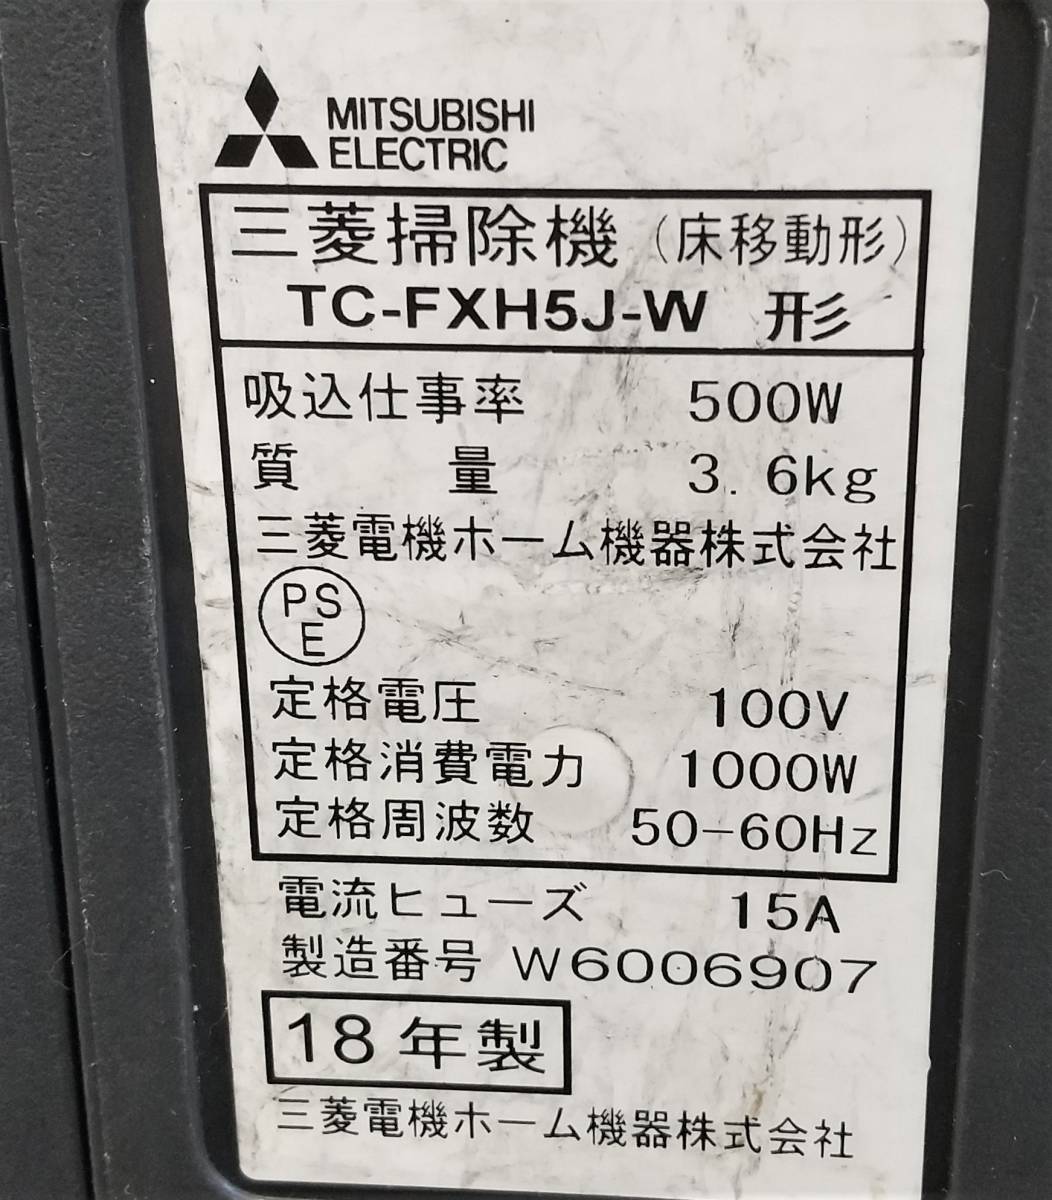 MITSUBISHI
ELECTRIC
三菱掃除機（床移動形）
TC-FXH5J-W 形
吸込仕事率 500W
質量 3.6kg
三菱電機ホーム機器株式会社
PS
E
定格電圧 100V
定格消費電力 1000W
定格周波数 50-60Hz
電流ヒューズ 15A
製造番号 W6006907
18年製
三菱電機ホーム機器株式会社